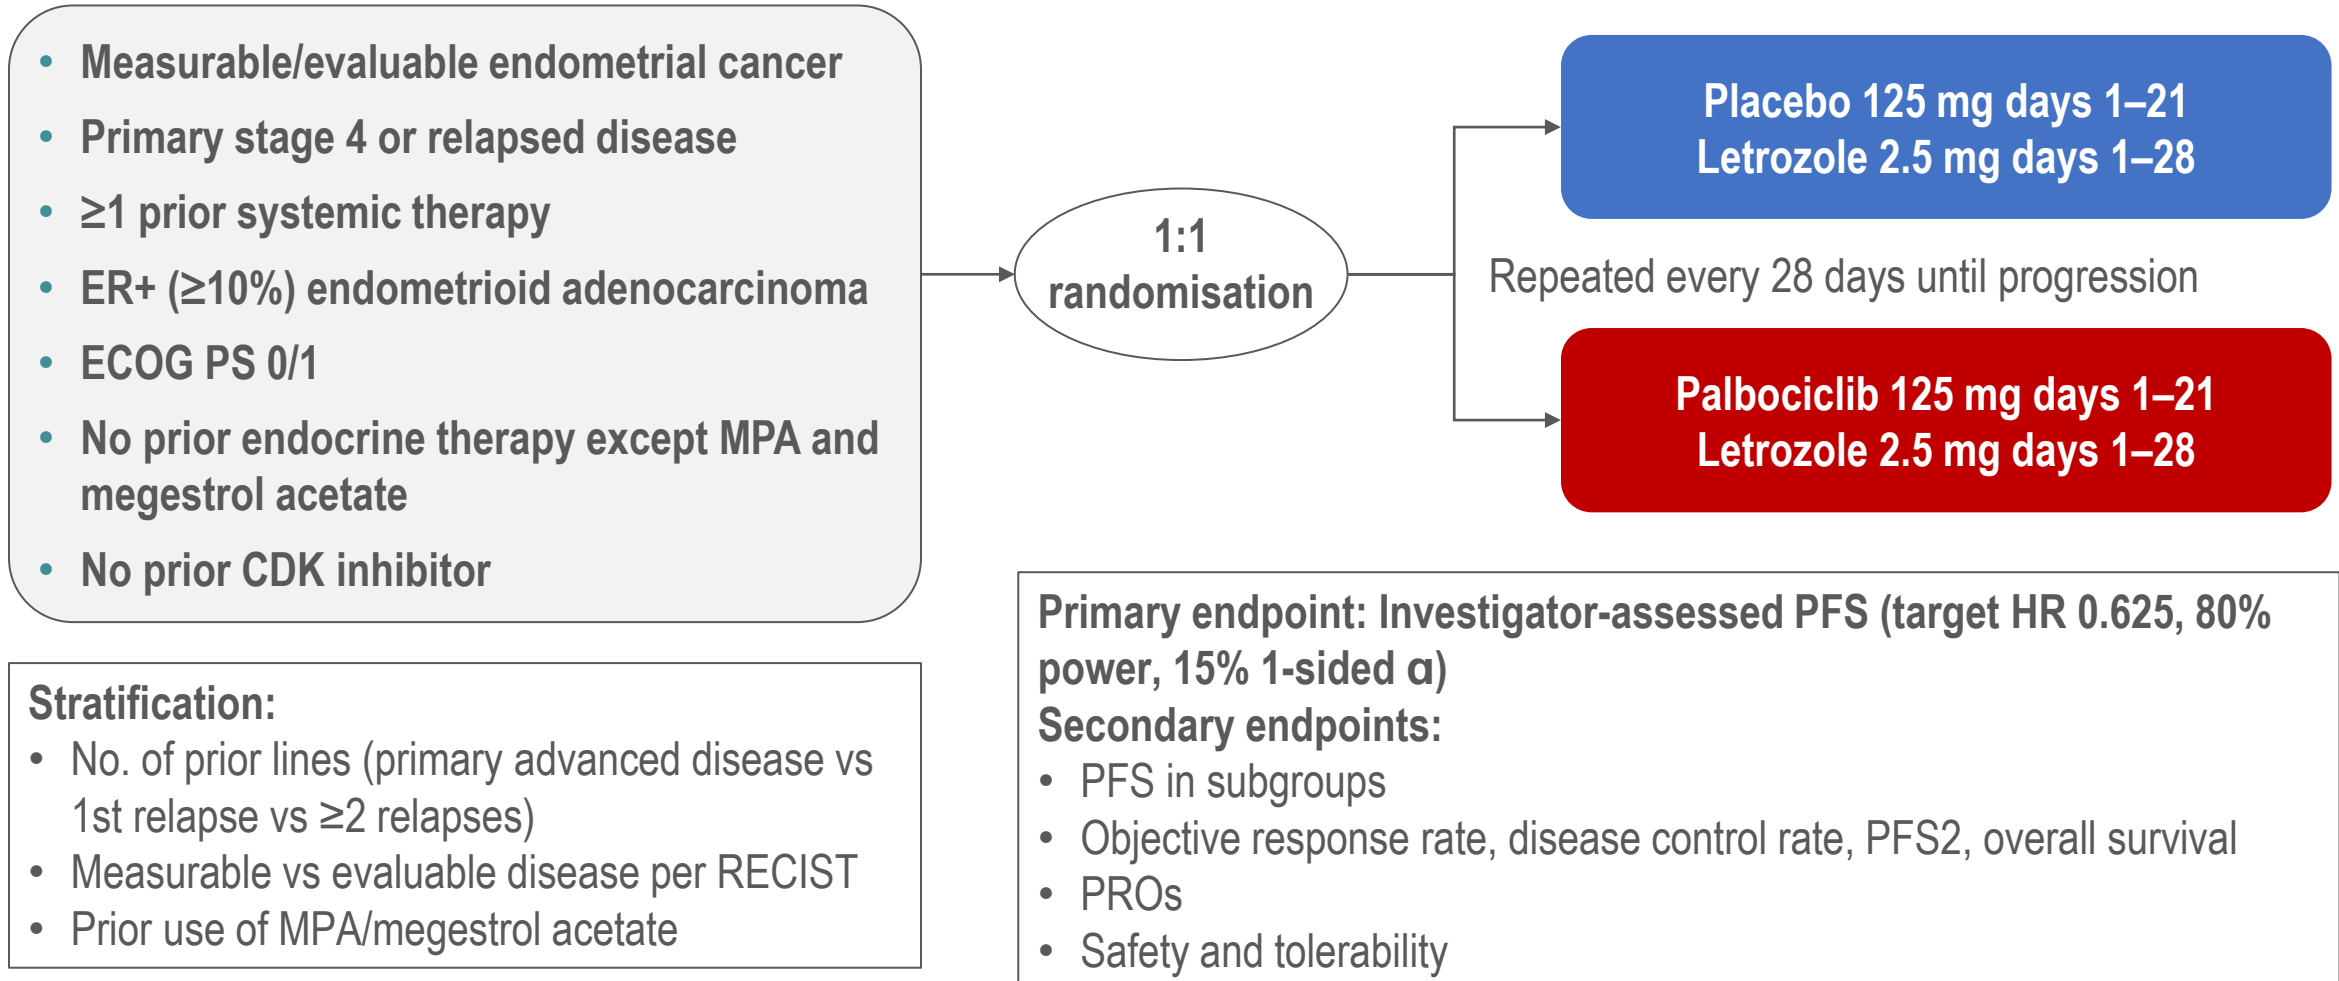 • Measurable/evaluable endometrial cancer
• Primary stage 4 or relapsed disease
• ≥1 prior systemic therapy
• ER+ (≥10%) endometrioid adenocarcinoma
• ECOG PS 0/1
• No prior endocrine therapy except MPA and
megestrol acetate
• No prior CDK inhibitor
Stratification:
• No. of prior lines (primary advanced disease vs
1st relapse vs ≥2 relapses)
• Measurable vs evaluable disease per RECIST
• Prior use of MPA/megestrol acetate
1:1
randomisation
Placebo 125 mg days 1–21
Letrozole 2.5 mg days 1–28
Repeated every 28 days until progression
Palbociclib 125 mg days 1–21
Letrozole 2.5 mg days 1–28
Primary endpoint: Investigator-assessed PFS (target HR 0.625, 80%
power, 15% 1-sided α)
Secondary endpoints:
• PFS in subgroups
• Objective response rate, disease control rate, PFS2, overall survival
• PROs
• Safety and tolerability